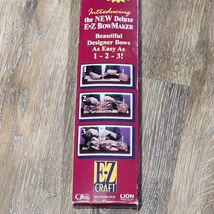 Introducing
the NEW Deluxe
E•Z BOWMAKER
Beautiful
Designer Bows
As Easy As
1 - 2 - 3!
1
2
3
E•Z
CRAFT
Offray
LION